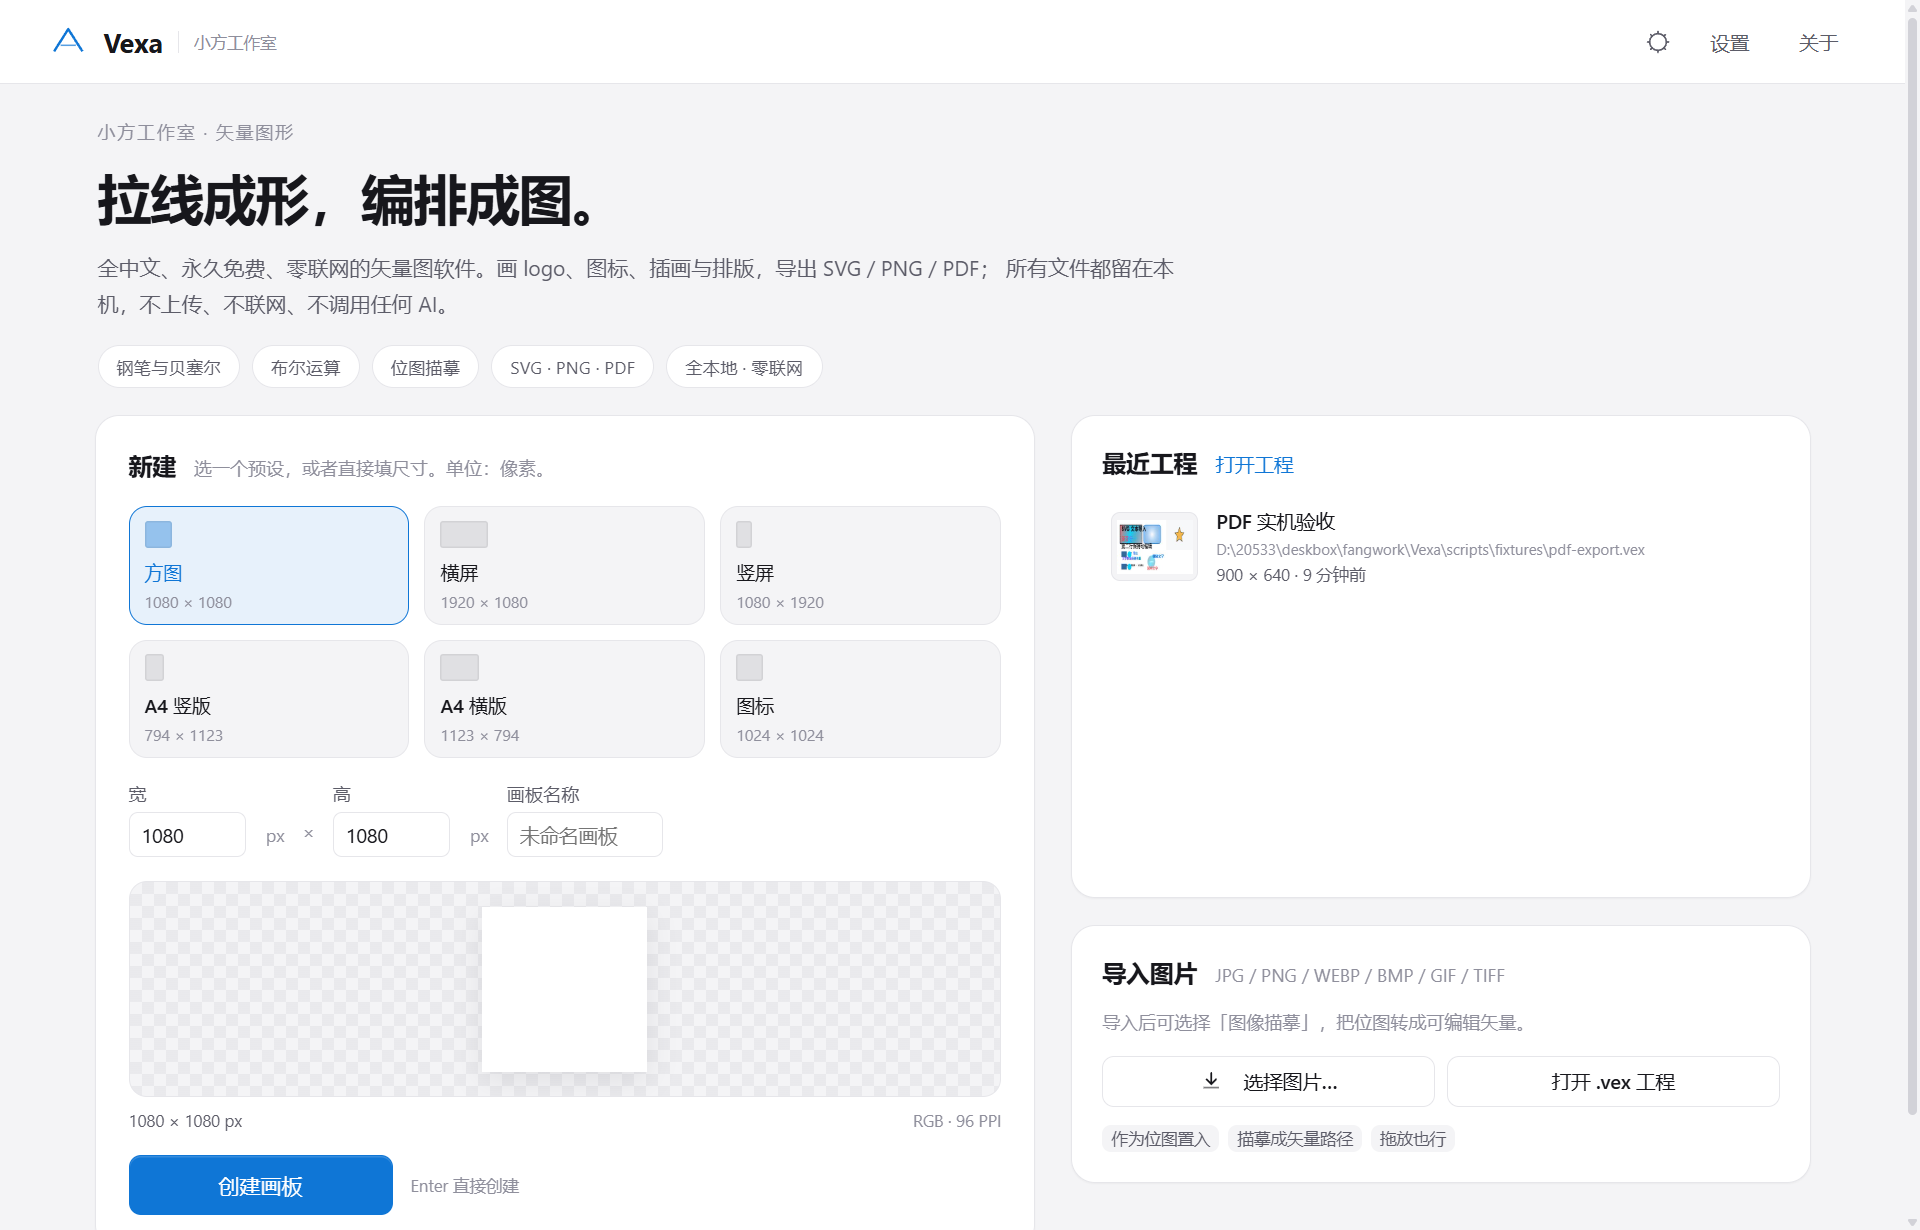 Vexa
小方工作室
设置
关于
小方工作室 · 矢量图形
拉线成形，编排成图。
全中文、永久免费、零联网的矢量图软件。画 logo、图标、插画与排版，导出 SVG / PNG / PDF； 所有文件都留在本
机，不上传、不联网、不调用任何 AI。
钢笔与贝塞尔
布尔运算
位图描摹
SVG · PNG · PDF
全本地 · 零联网
新建
选一个预设，或者直接填尺寸。单位：像素。
方图
1080 × 1080
横屏
1920 × 1080
竖屏
1080 × 1920
A4 竖版
794 × 1123
A4 横版
1123 × 794
图标
1024 × 1024
宽
高
画板名称
1080
px
×
1080
px
未命名画板
1080 × 1080 px
RGB · 96 PPI
创建画板
Enter 直接创建
最近工程
打开工程
PDF 实机验收
D:\20533\deskbox\fangwork\Vexa\scripts\fixtures\pdf-export.vex
900 × 640 · 9 分钟前
导入图片
JPG / PNG / WEBP / BMP / GIF / TIFF
导入后可选择「图像描摹」，把位图转成可编辑矢量。
选择图片...
打开 .vex 工程
作为位图置入
描摹成矢量路径
拖放也行